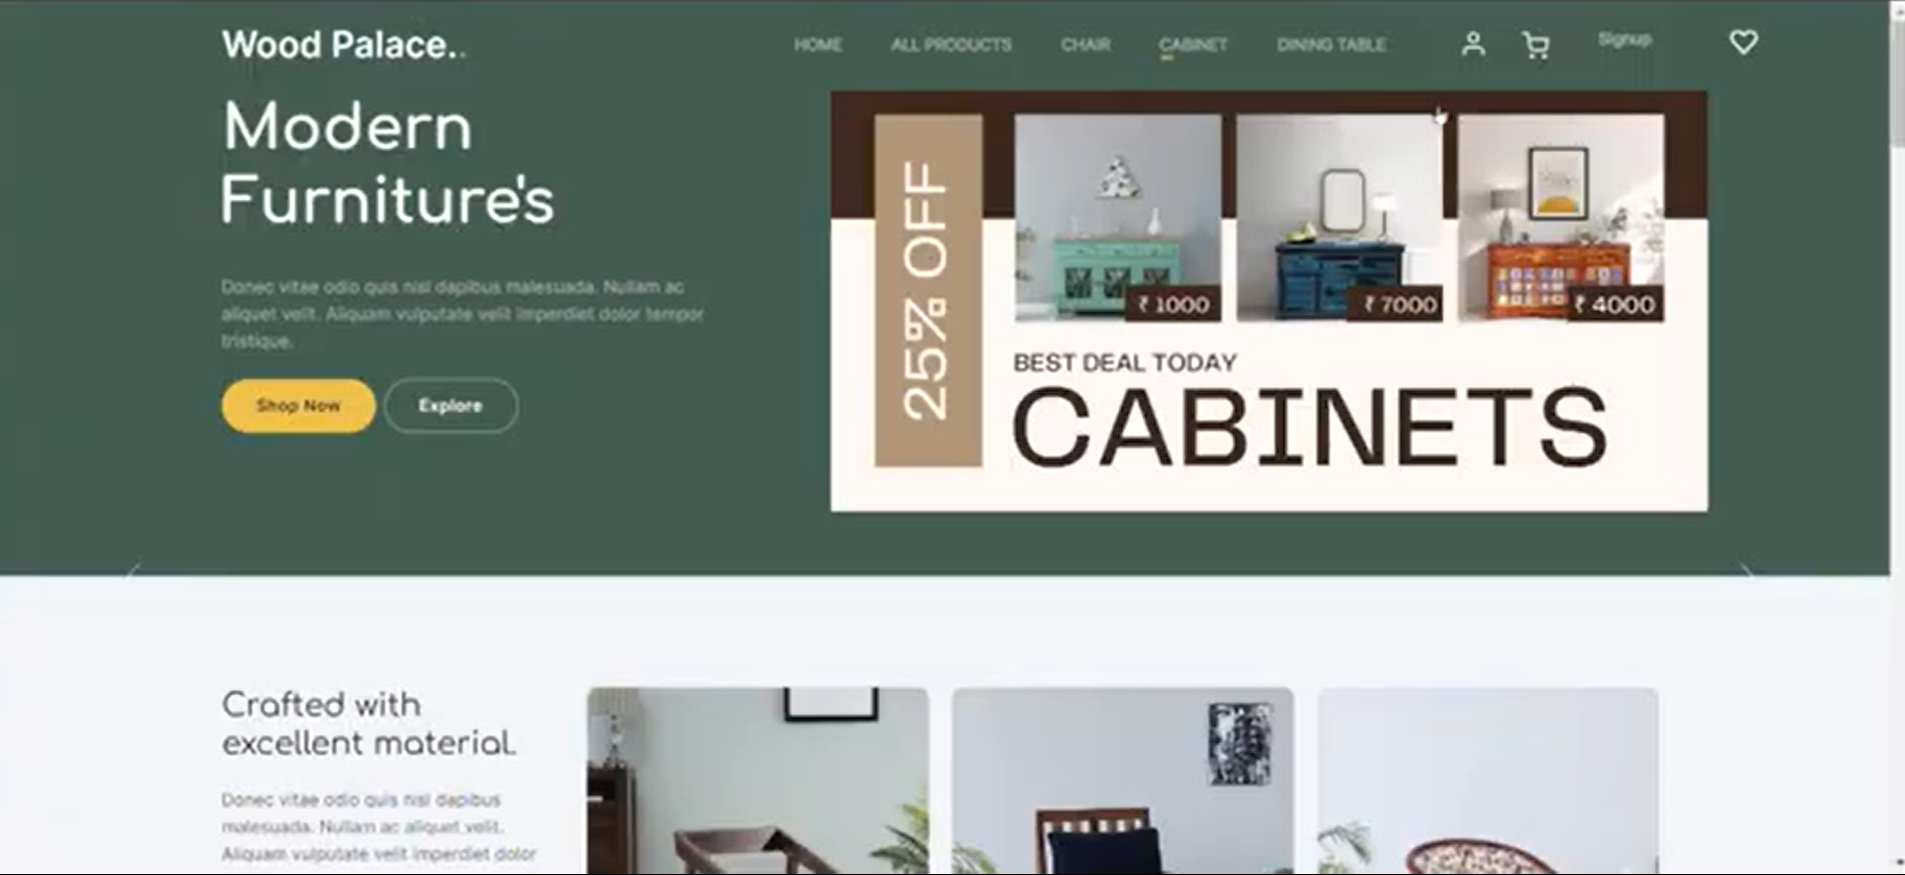 Wood Palace..
HOME ALL PRODUCTS CHAIR CABINET DINING TABLE Signup
Modern
Furniture's
Donec vitae odio quis nisl dapibus malesuada. Nullam ac
aliquet velit. Aliquam vulputate velit imperdiet dolor tempor
tristique.
Shop Now Explore
25% OFF
₹ 1000 ₹ 7000 ₹ 4000
BEST DEAL TODAY
CABINETS
Crafted with
excellent material.
Donec vitae odio quis nisl dapibus
malesuada. Nullam ac aliquet velit.
Aliquam vulputate velit imperdiet dolor